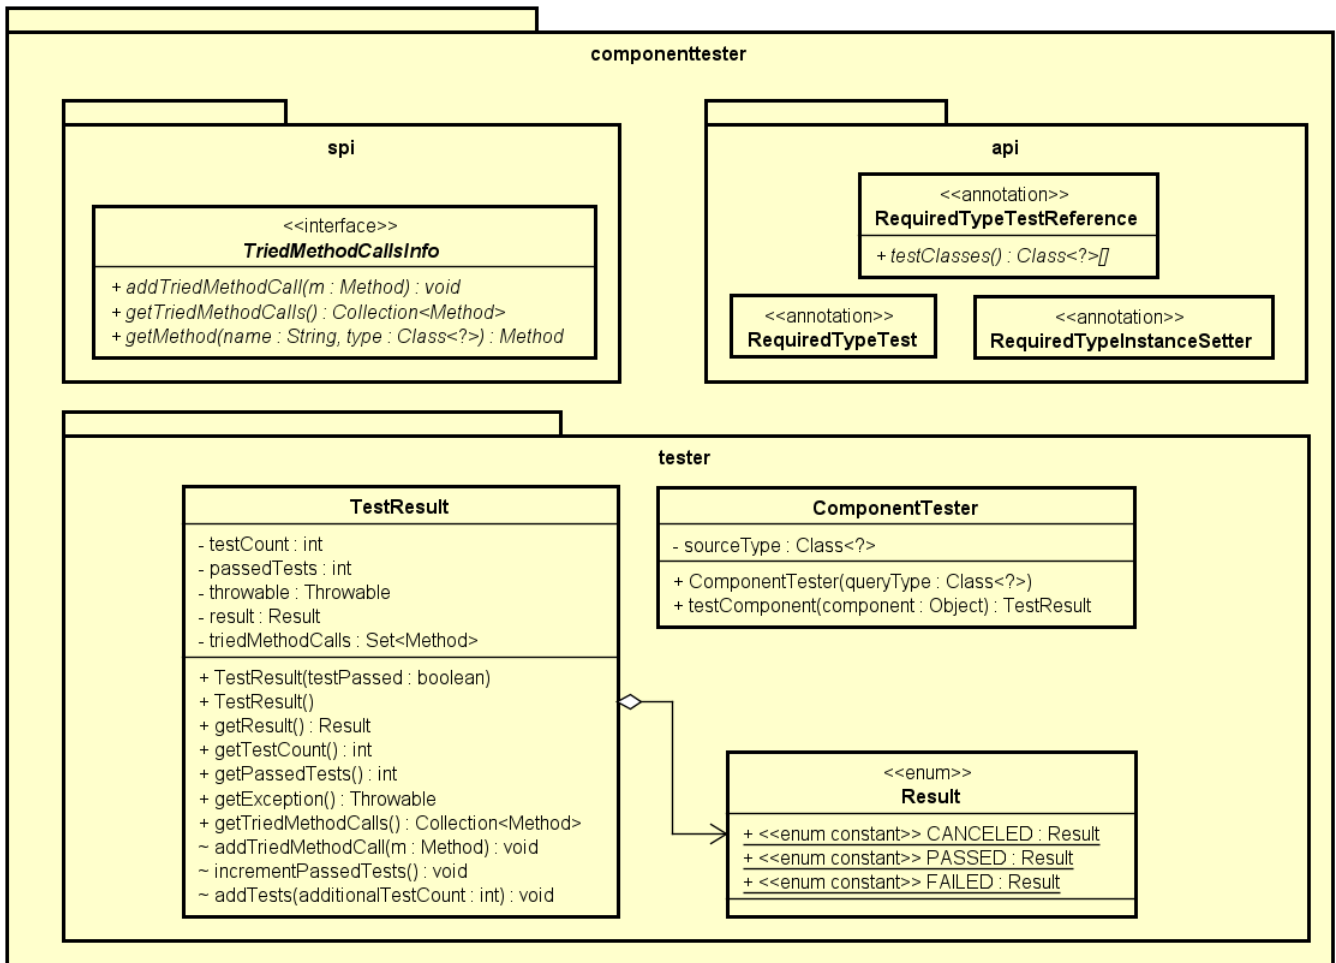 componenttester
spi
<<interface>>
TriedMethodCallsInfo
+ addTriedMethodCall(m : Method) : void
+ getTriedMethodCalls() : Collection<Method>
+ getMethod(name : String, type : Class<?>) : Method
api
<<annotation>>
RequiredTypeTestReference
+ testClasses() : Class<?>[]
<<annotation>>
RequiredTypeTest
<<annotation>>
RequiredTypeInstanceSetter
tester
TestResult
- testCount : int
- passedTests : int
- throwable : Throwable
- result : Result
- triedMethodCalls : Set<Method>
+ TestResult(testPassed : boolean)
+ TestResult()
+ getResult() : Result
+ getTestCount() : int
+ getPassedTests() : int
+ getException() : Throwable
+ getTriedMethodCalls() : Collection<Method>
~ addTriedMethodCall(m : Method) : void
~ incrementPassedTests() : void
~ addTests(additionalTestCount : int) : void
ComponentTester
- sourceType : Class<?>
+ ComponentTester(queryType : Class<?>)
+ testComponent(component : Object) : TestResult
<<enum>>
Result
+ <<enum constant>> CANCELED : Result
+ <<enum constant>> PASSED : Result
+ <<enum constant>> FAILED : Result